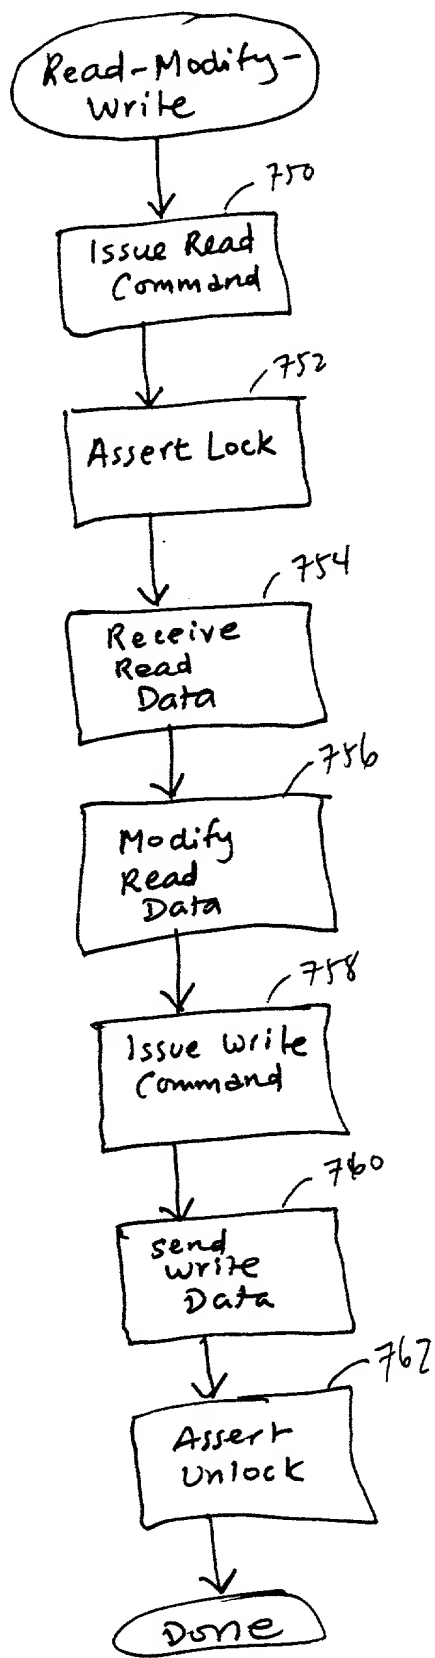 Read-Modify-
Write
750
Issue Read
Command
752
Assert Lock
754
Receive
Read
Data
756
Modify
Read
Data
758
Issue Write
Command
760
Send
Write
Data
762
Assert
Unlock
Done